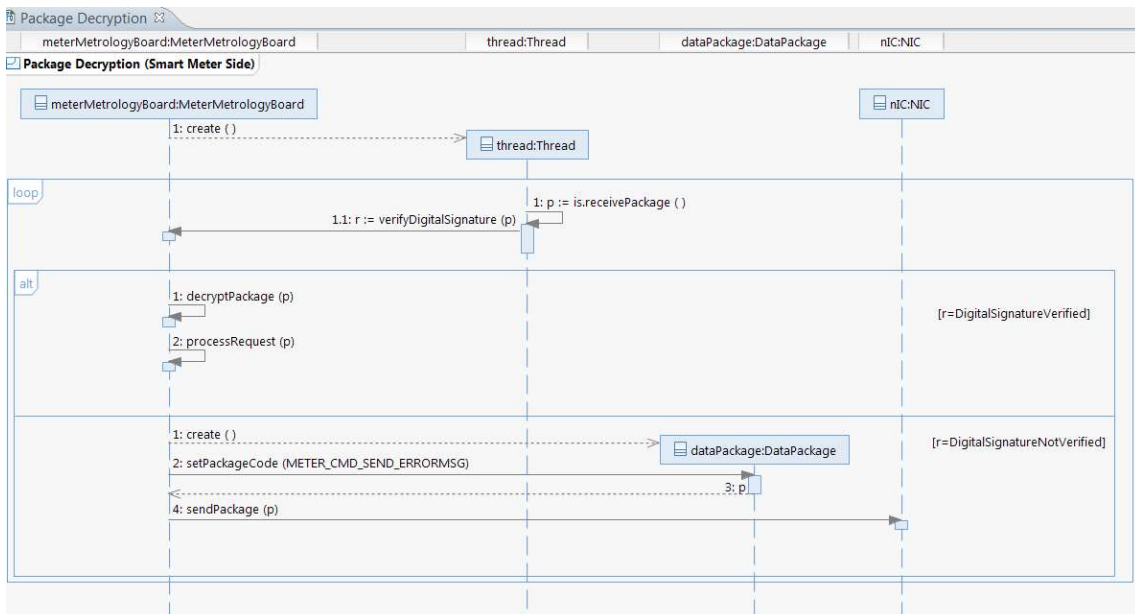 Package Decryption
meterMetrologyBoard:MeterMetrologyBoard thread:Thread dataPackage:DataPackage nIC:NIC
Package Decryption (Smart Meter Side)
meterMetrologyBoard:MeterMetrologyBoard nIC:NIC
1: create ( )
thread:Thread
loop
1: p := is.receivePackage ( )
1.1: r := verifyDigitalSignature (p)
alt
1: decryptPackage (p)
[r=DigitalSignatureVerified]
2: processRequest (p)
1: create ( )
[r=DigitalSignatureNotVerified]
dataPackage:DataPackage
2: setPackageCode (METER_CMD_SEND_ERRORMSG)
3: p
4: sendPackage (p)